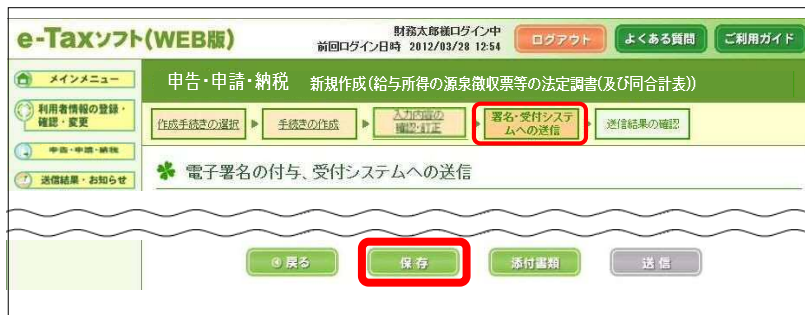 e-Taxソフト(WEB版)
財務太郎様ログイン中
前回ログイン日時 2012/03/28 12:54
ログアウト
よくある質問
ご利用ガイド
メインメニュー
利用者情報の登録・
確認・変更
申告・申請・納税
送信結果・お知らせ
申告・申請・納税 新規作成(給与所得の源泉徴収票等の法定調書(及び同合計表))
作成手続きの選択
手続きの作成
入力内容の
確認・訂正
署名・受付システ
ムへの送信
送信結果の確認
電子署名の付与、受付システムへの送信
戻る
保存
添付書類
送信